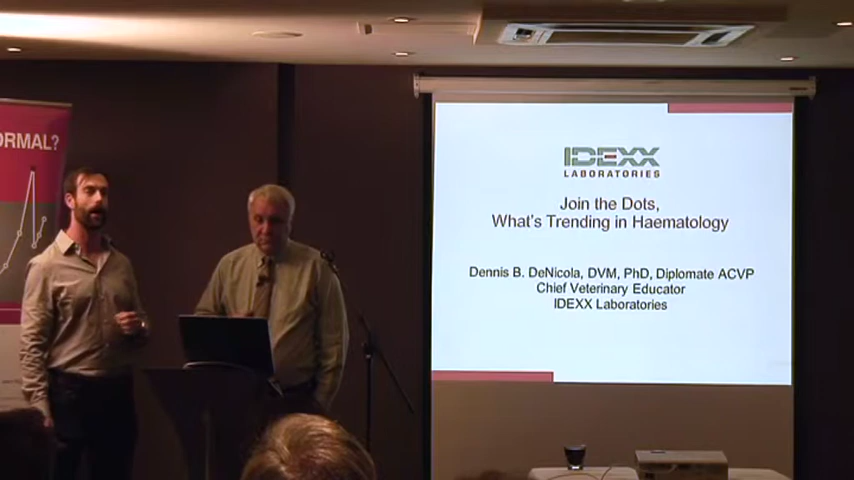 ORMAL?
IDEXX
LABORATORIES
Join the Dots,
What's Trending in Haematology
Dennis B. DeNicola, DVM, PhD, Diplomate ACVP
Chief Veterinary Educator
IDEXX Laboratories